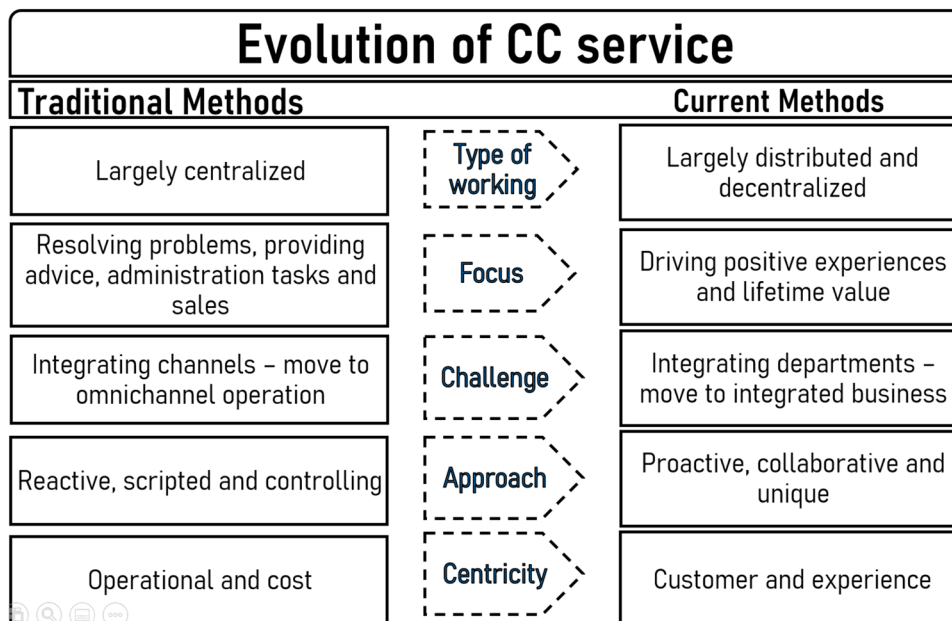 Evolution of CC service
Traditional Methods
Current Methods
Largely centralized
Type of
working
Largely distributed and
decentralized
Resolving problems, providing
advice, administration tasks and
sales
Focus
Driving positive experiences
and lifetime value
Integrating channels – move to
omnichannel operation
Challenge
Integrating departments –
move to integrated business
Reactive, scripted and controlling
Approach
Proactive, collaborative and
unique
Operational and cost
Centricity
Customer and experience